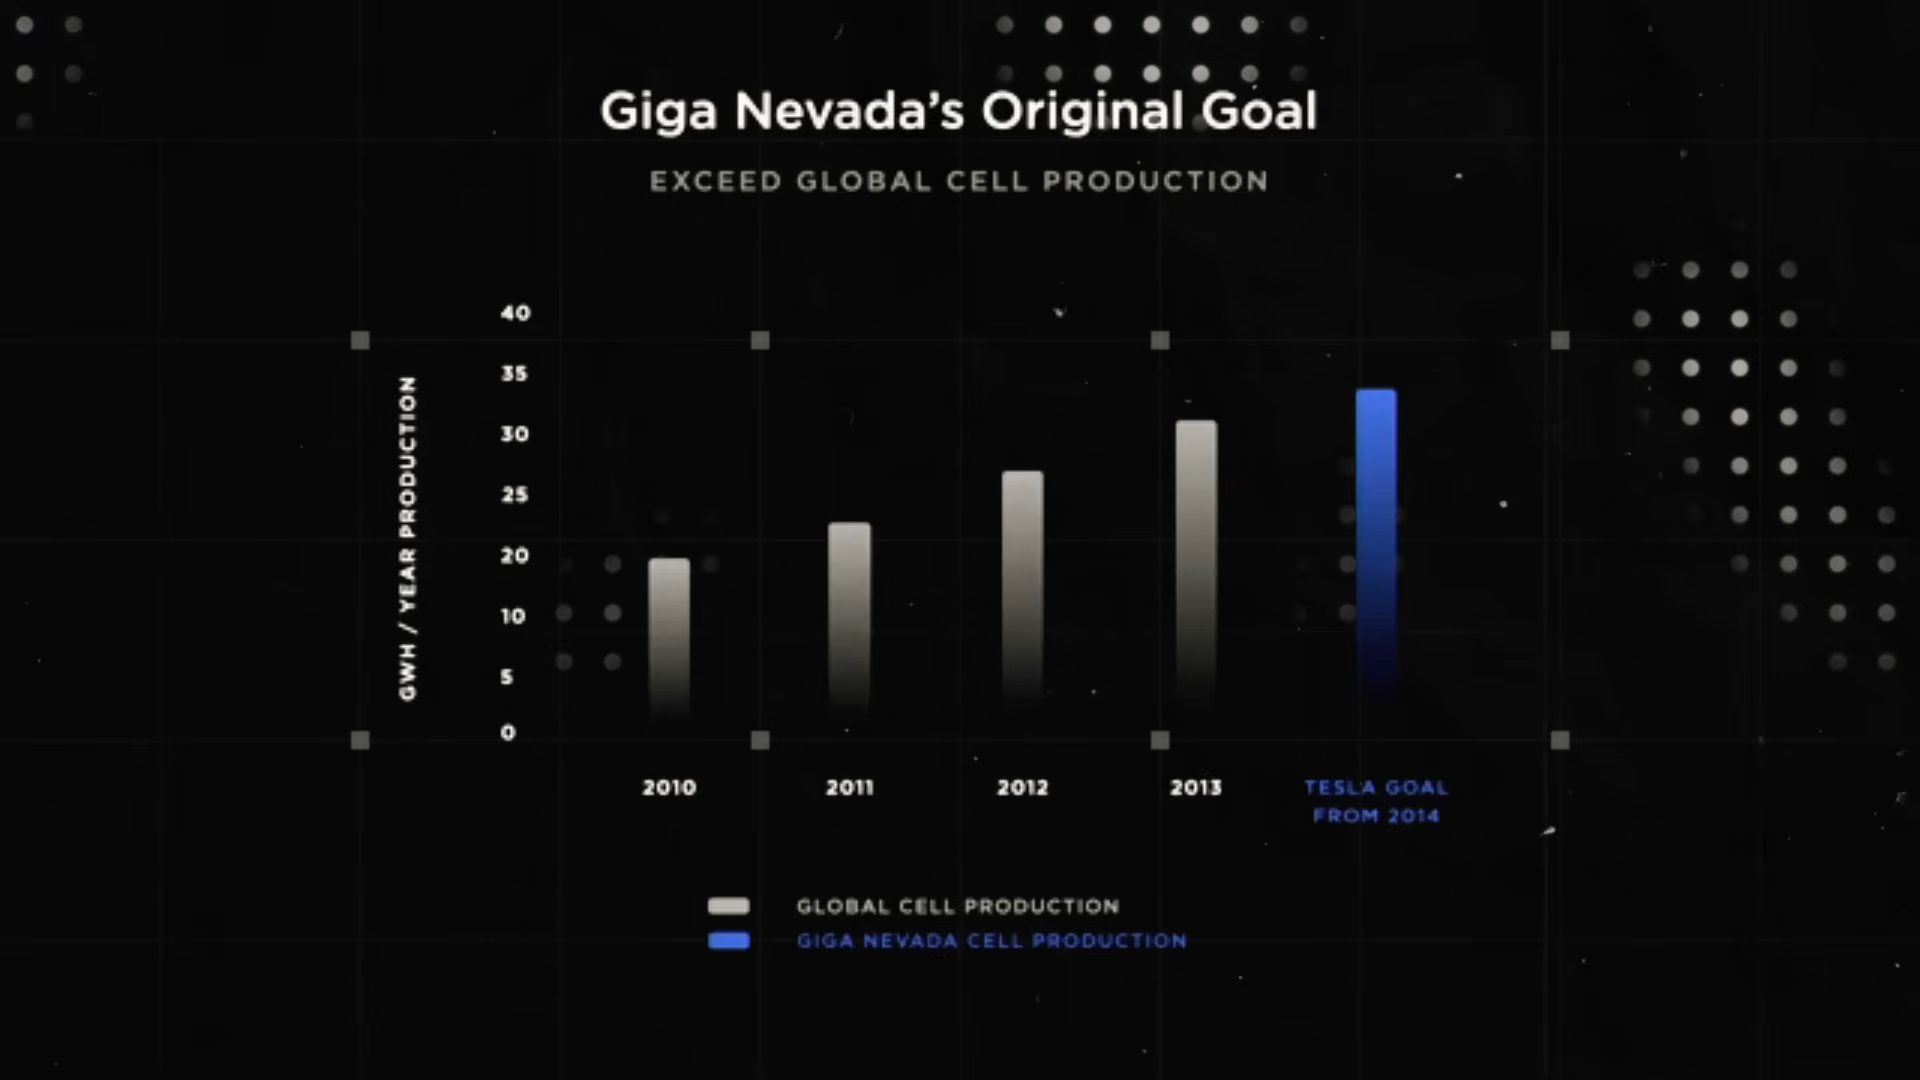 Giga Nevada’s Original Goal
EXCEED GLOBAL CELL PRODUCTION
GWH / YEAR PRODUCTION
40
35
30
25
20
10
5
0
2010
2011
2012
2013
TESLA GOAL
FROM 2014
GLOBAL CELL PRODUCTION
GIGA NEVADA CELL PRODUCTION